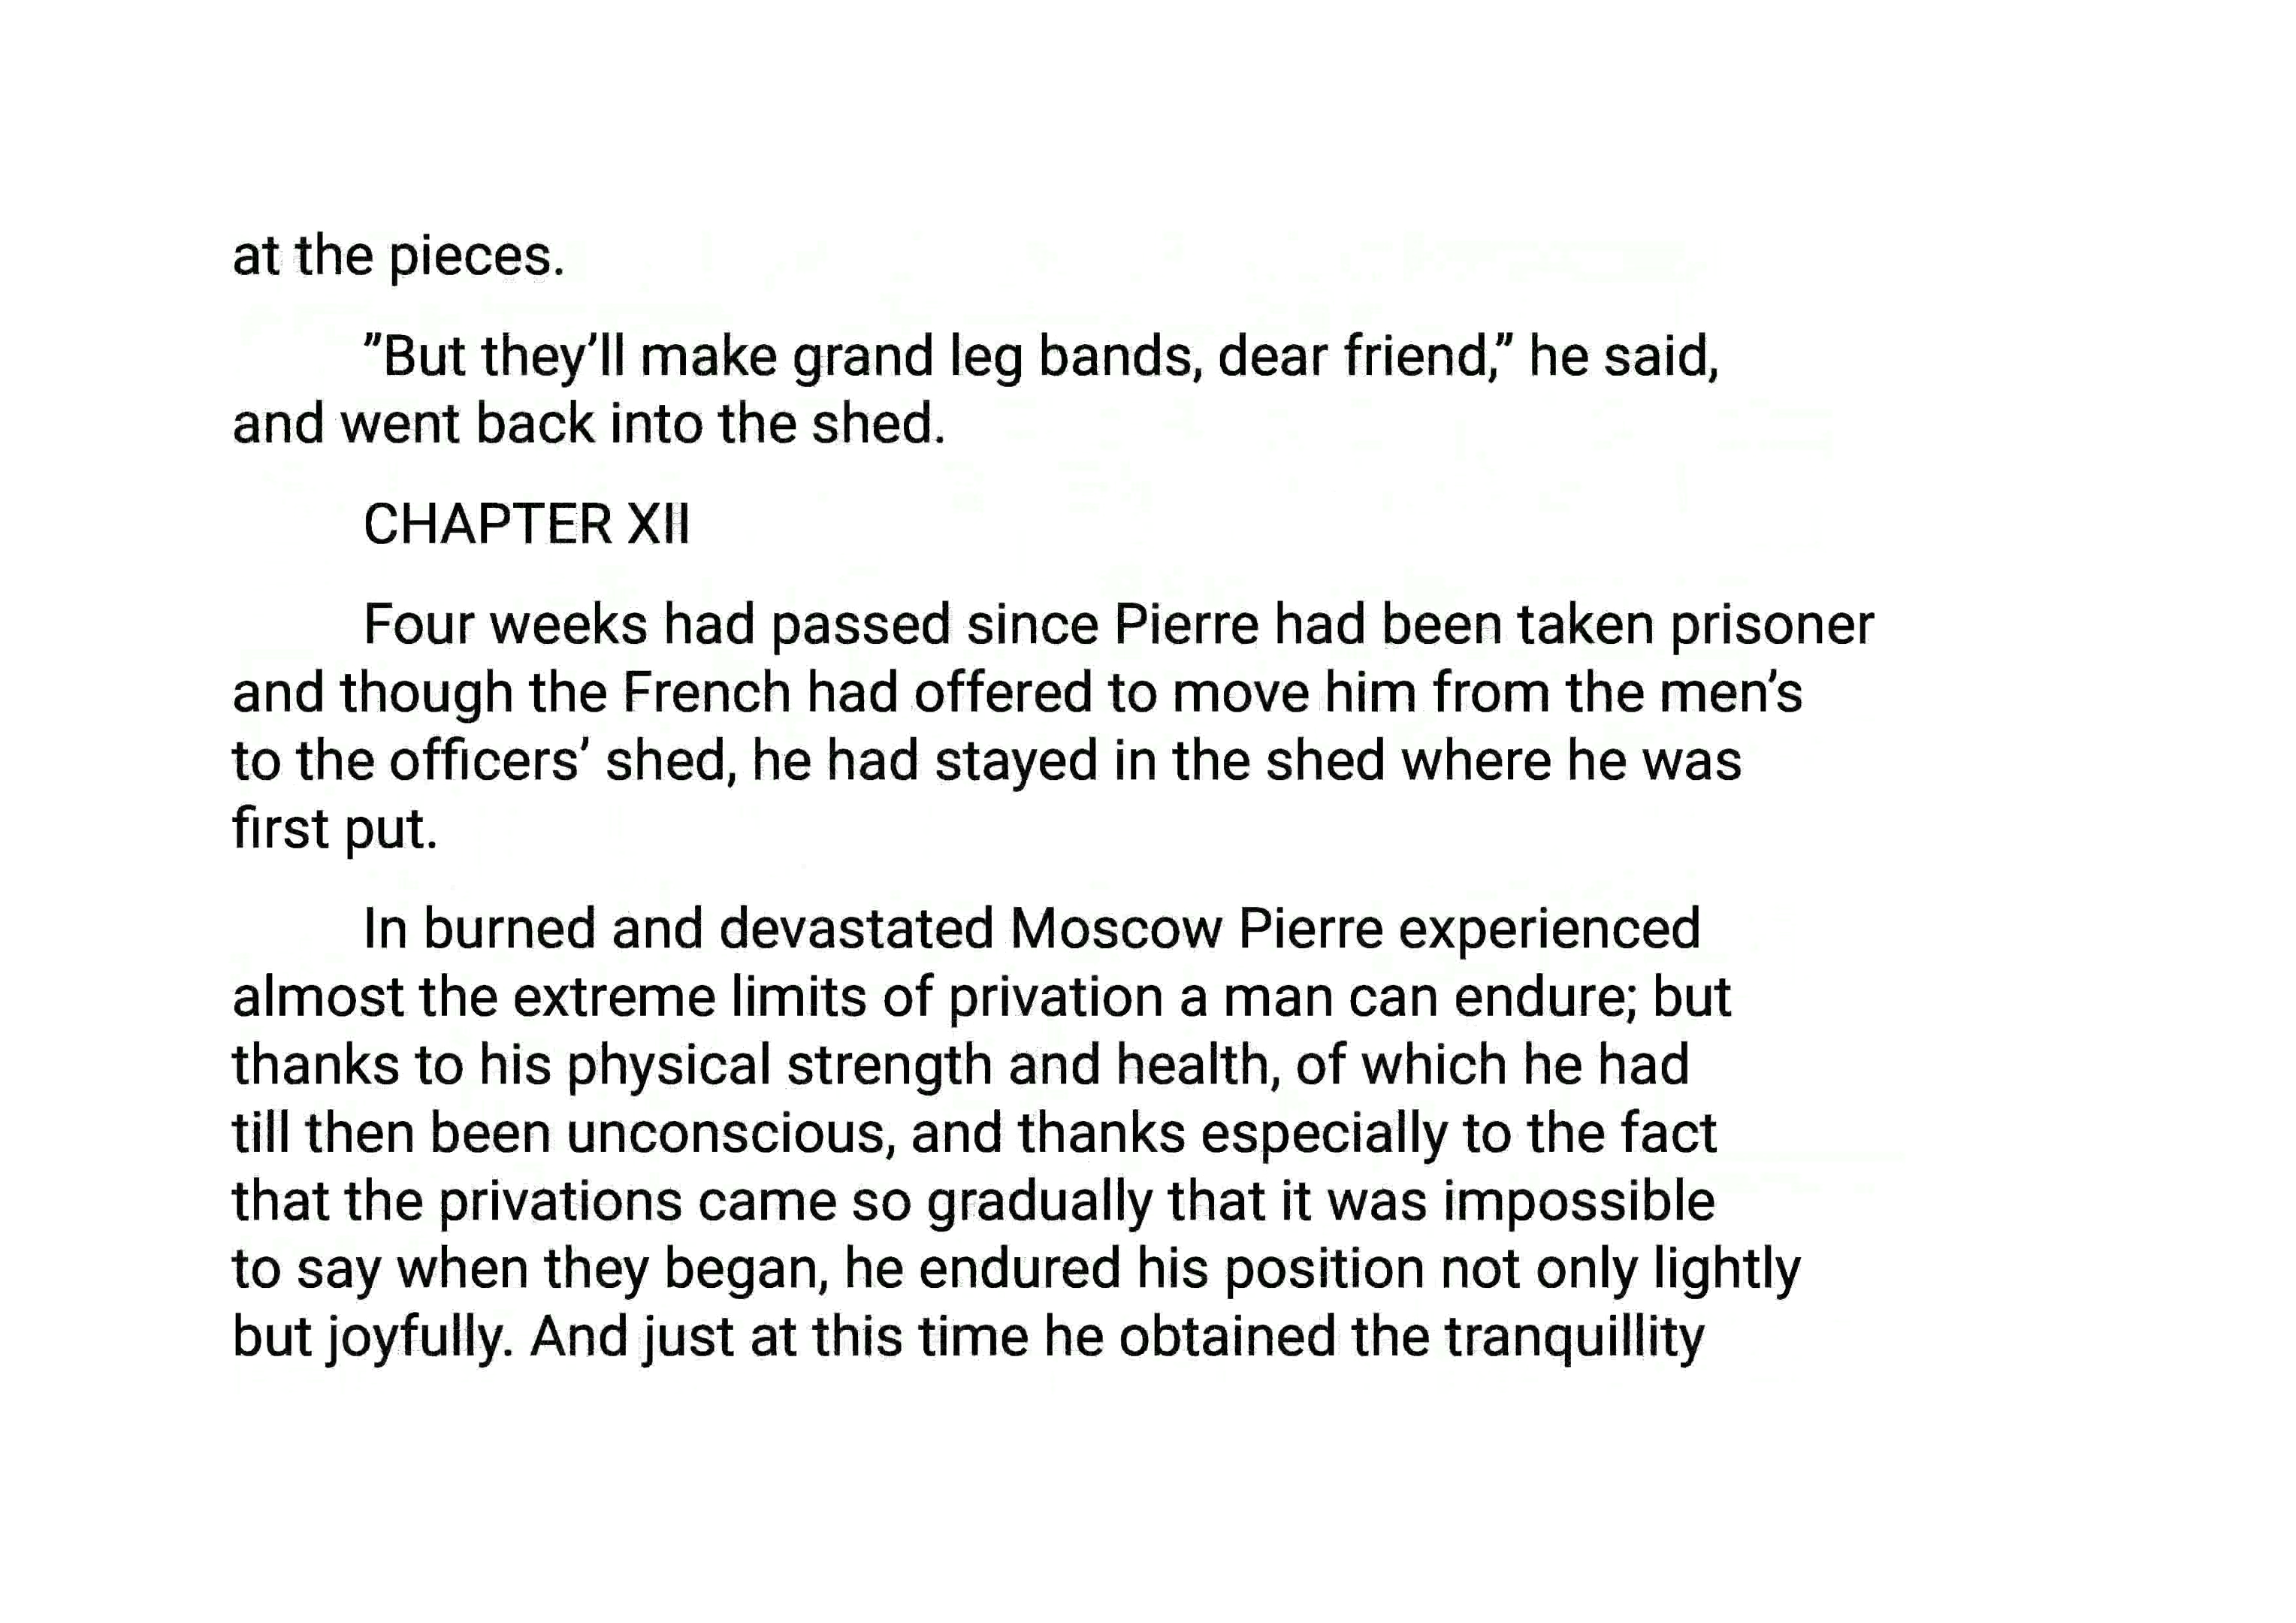 at the pieces.
”But they’ll make grand leg bands, dear friend,” he said,
and went back into the shed.
CHAPTER XII
Four weeks had passed since Pierre had been taken prisoner
and though the French had offered to move him from the men’s
to the officers’ shed, he had stayed in the shed where he was
first put.
In burned and devastated Moscow Pierre experienced
almost the extreme limits of privation a man can endure; but
thanks to his physical strength and health, of which he had
till then been unconscious, and thanks especially to the fact
that the privations came so gradually that it was impossible
to say when they began, he endured his position not only lightly
but joyfully. And just at this time he obtained the tranquillity